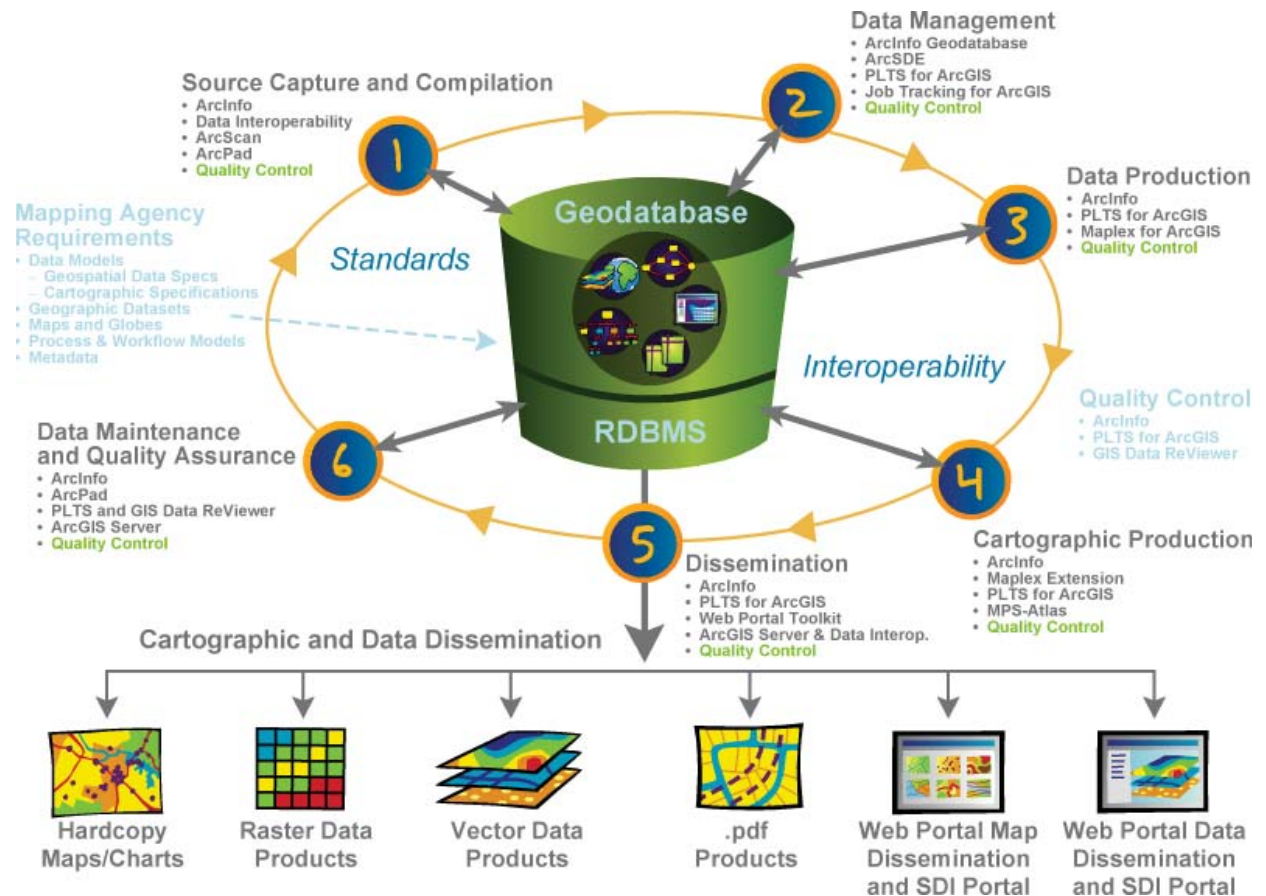 Data Management
• ArcInfo Geodatabase
• ArcSDE
• PLTS for ArcGIS
• Job Tracking for ArcGIS
• Quality Control
2
Source Capture and Compilation
• ArcInfo
• Data Interoperability
• ArcScan
• ArcPad
• Quality Control
1
Data Production
• ArcInfo
• PLTS for ArcGIS
• Maplex for ArcGIS
• Quality Control
3
Mapping Agency
Requirements
• Data Models
– Geospatial Data Specs
– Cartographic Specifications
• Geographic Datasets
• Maps and Globes
• Process & Workflow Models
• Metadata
Standards
Geodatabase
Interoperability
RDBMS
Quality Control
• ArcInfo
• PLTS for ArcGIS
• GIS Data ReViewer
Data Maintenance
and Quality Assurance
• ArcInfo
• ArcPad
• PLTS and GIS Data ReViewer
• ArcGIS Server
• Quality Control
6
4
Cartographic Production
• ArcInfo
• Maplex Extension
• PLTS for ArcGIS
• MPS-Atlas
• Quality Control
5
Dissemination
• ArcInfo
• PLTS for ArcGIS
• Web Portal Toolkit
• ArcGIS Server & Data Interop.
• Quality Control
Cartographic and Data Dissemination
Hardcopy
Maps/Charts
Raster Data
Products
Vector Data
Products
.pdf
Products
Web Portal Map
Dissemination
and SDI Portal
Web Portal Data
Dissemination
and SDI Portal